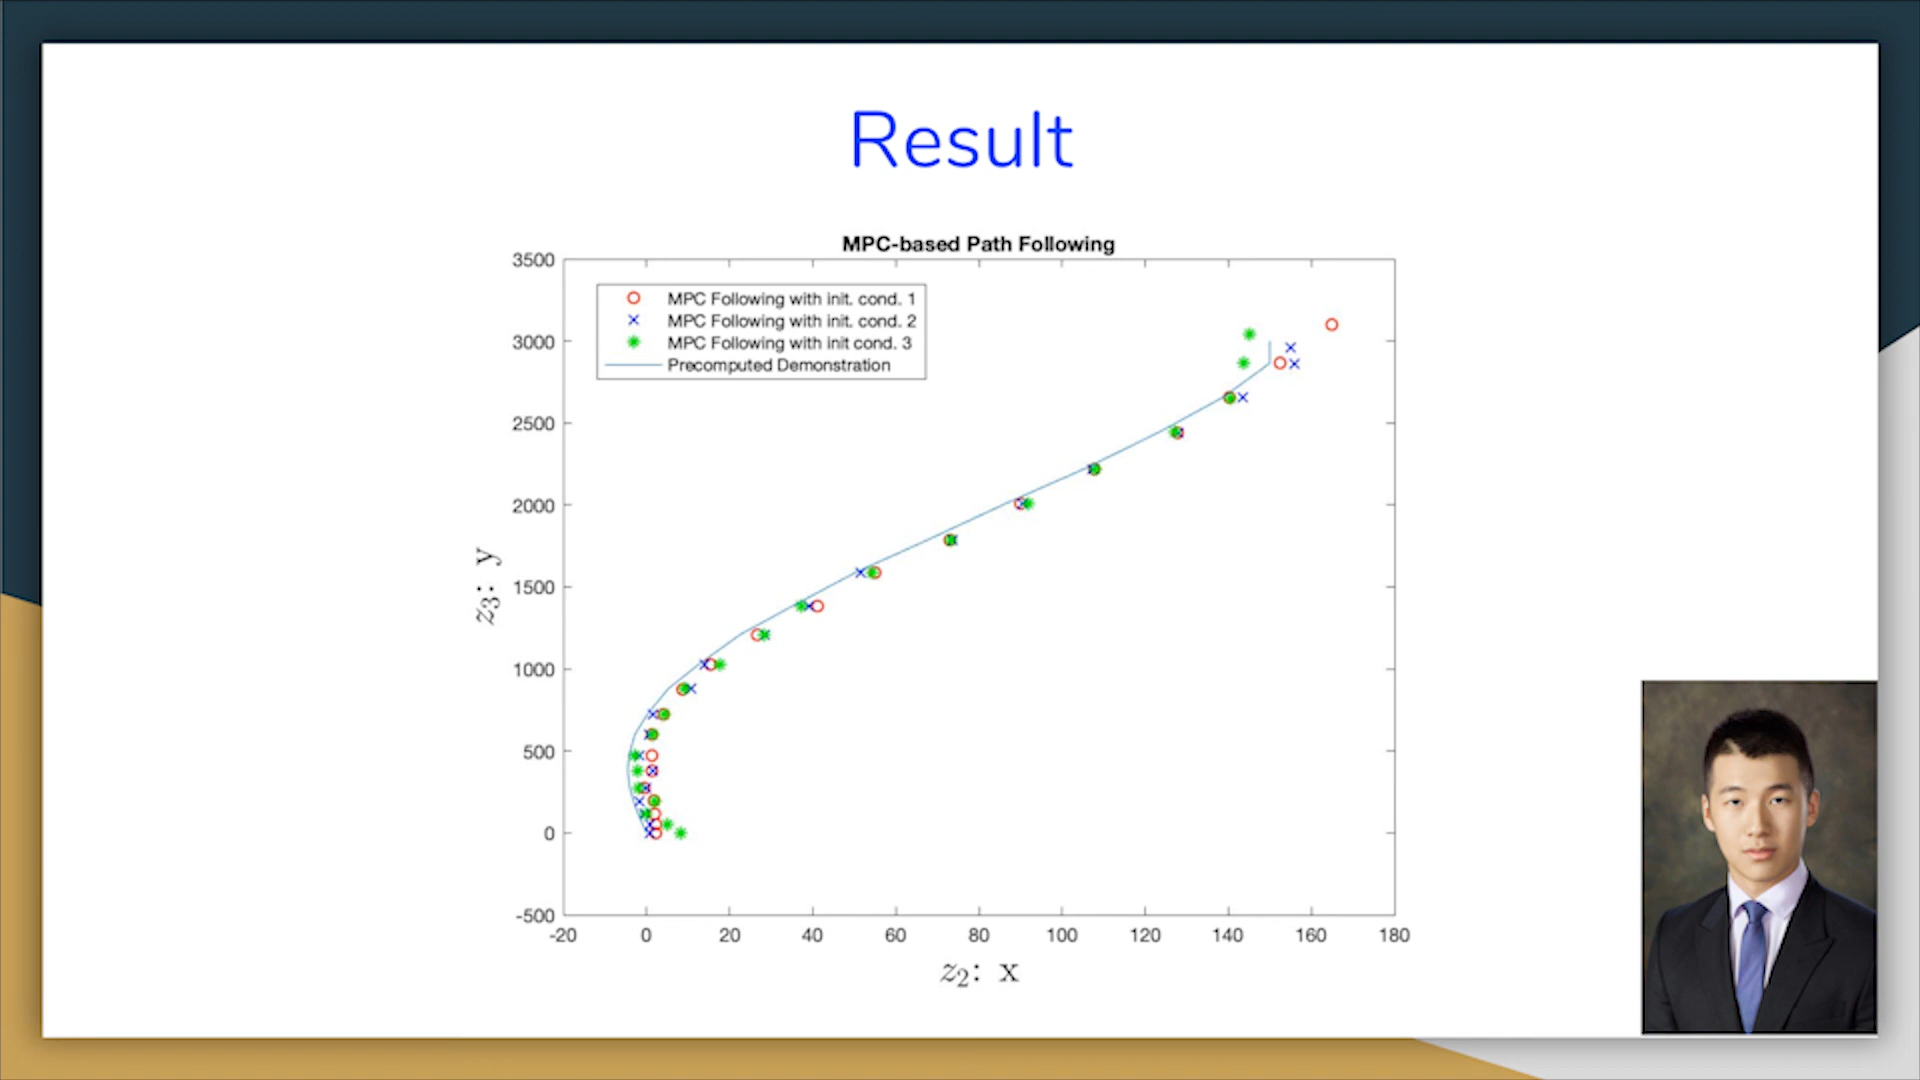 Result
MPC-based Path Following
3500
3000
2500
2000
1500
1000
500
0
-500
MPC Following with init. cond. 1
MPC Following with init. cond. 2
MPC Following with init cond. 3
Precomputed Demonstration
z3: y
-20 0 20 40 60 80 100 120 140 160 180
z2: x